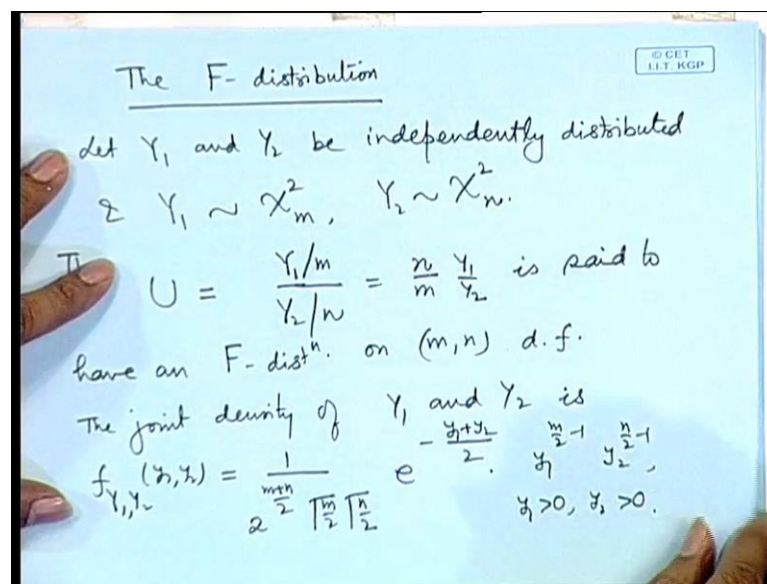 The F-distribution
© CET
I.I.T. KGP
Let Y₁ and Y₂ be independently distributed
& Y₁ ~ χ²ₘ, Y₂ ~ χ²ₙ.
U = (Y₁/m)/(Y₂/n) = (n/m) (Y₁/Y₂) is said to
have an F-distⁿ. on (m,n) d.f.
The joint density of Y₁ and Y₂ is
f_{Y₁,Y₂}(y₁,y₂) = 1/(2^{(m+n)/2} Γ(m/2) Γ(n/2)) e^{-(y₁+y₂)/2}. y₁^{m/2-1} y₂^{n/2-1},
y₁>0, y₂>0.